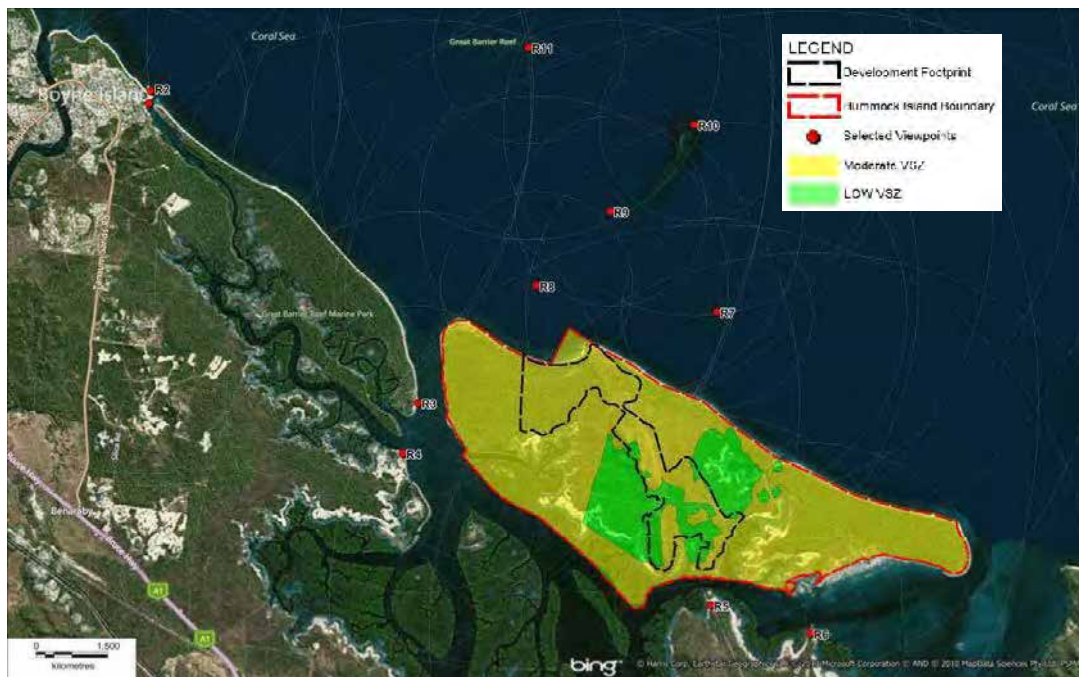 Coral Sea
Great Barrier Reef
R11
LEGEND
Development Footprint
Hummock Island Boundary
Selected Viewpoints
Moderate VSZ
LOW VSZ
Coral Sea
R2
Boyne Island
R10
R9
R8
R7
Great Barrier Reef Marine Park
R3
R4
Benaraby
A1
A1
R5
R6
0 1,500
kilometres
bing